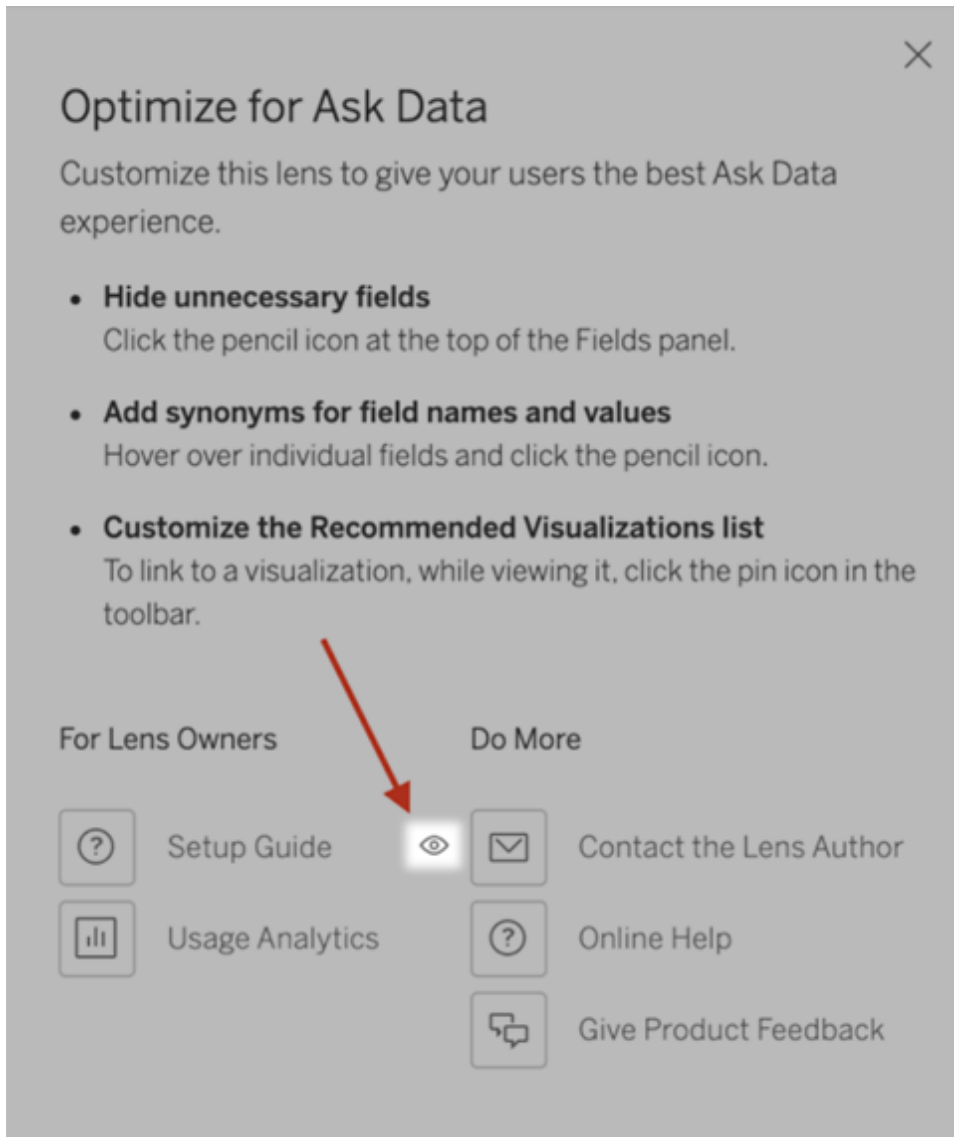 Optimize for Ask Data
Customize this lens to give your users the best Ask Data
experience.
• Hide unnecessary fields
Click the pencil icon at the top of the Fields panel.
• Add synonyms for field names and values
Hover over individual fields and click the pencil icon.
• Customize the Recommended Visualizations list
To link to a visualization, while viewing it, click the pin icon in the
toolbar.
For Lens Owners
Setup Guide
Usage Analytics
Do More
Contact the Lens Author
Online Help
Give Product Feedback